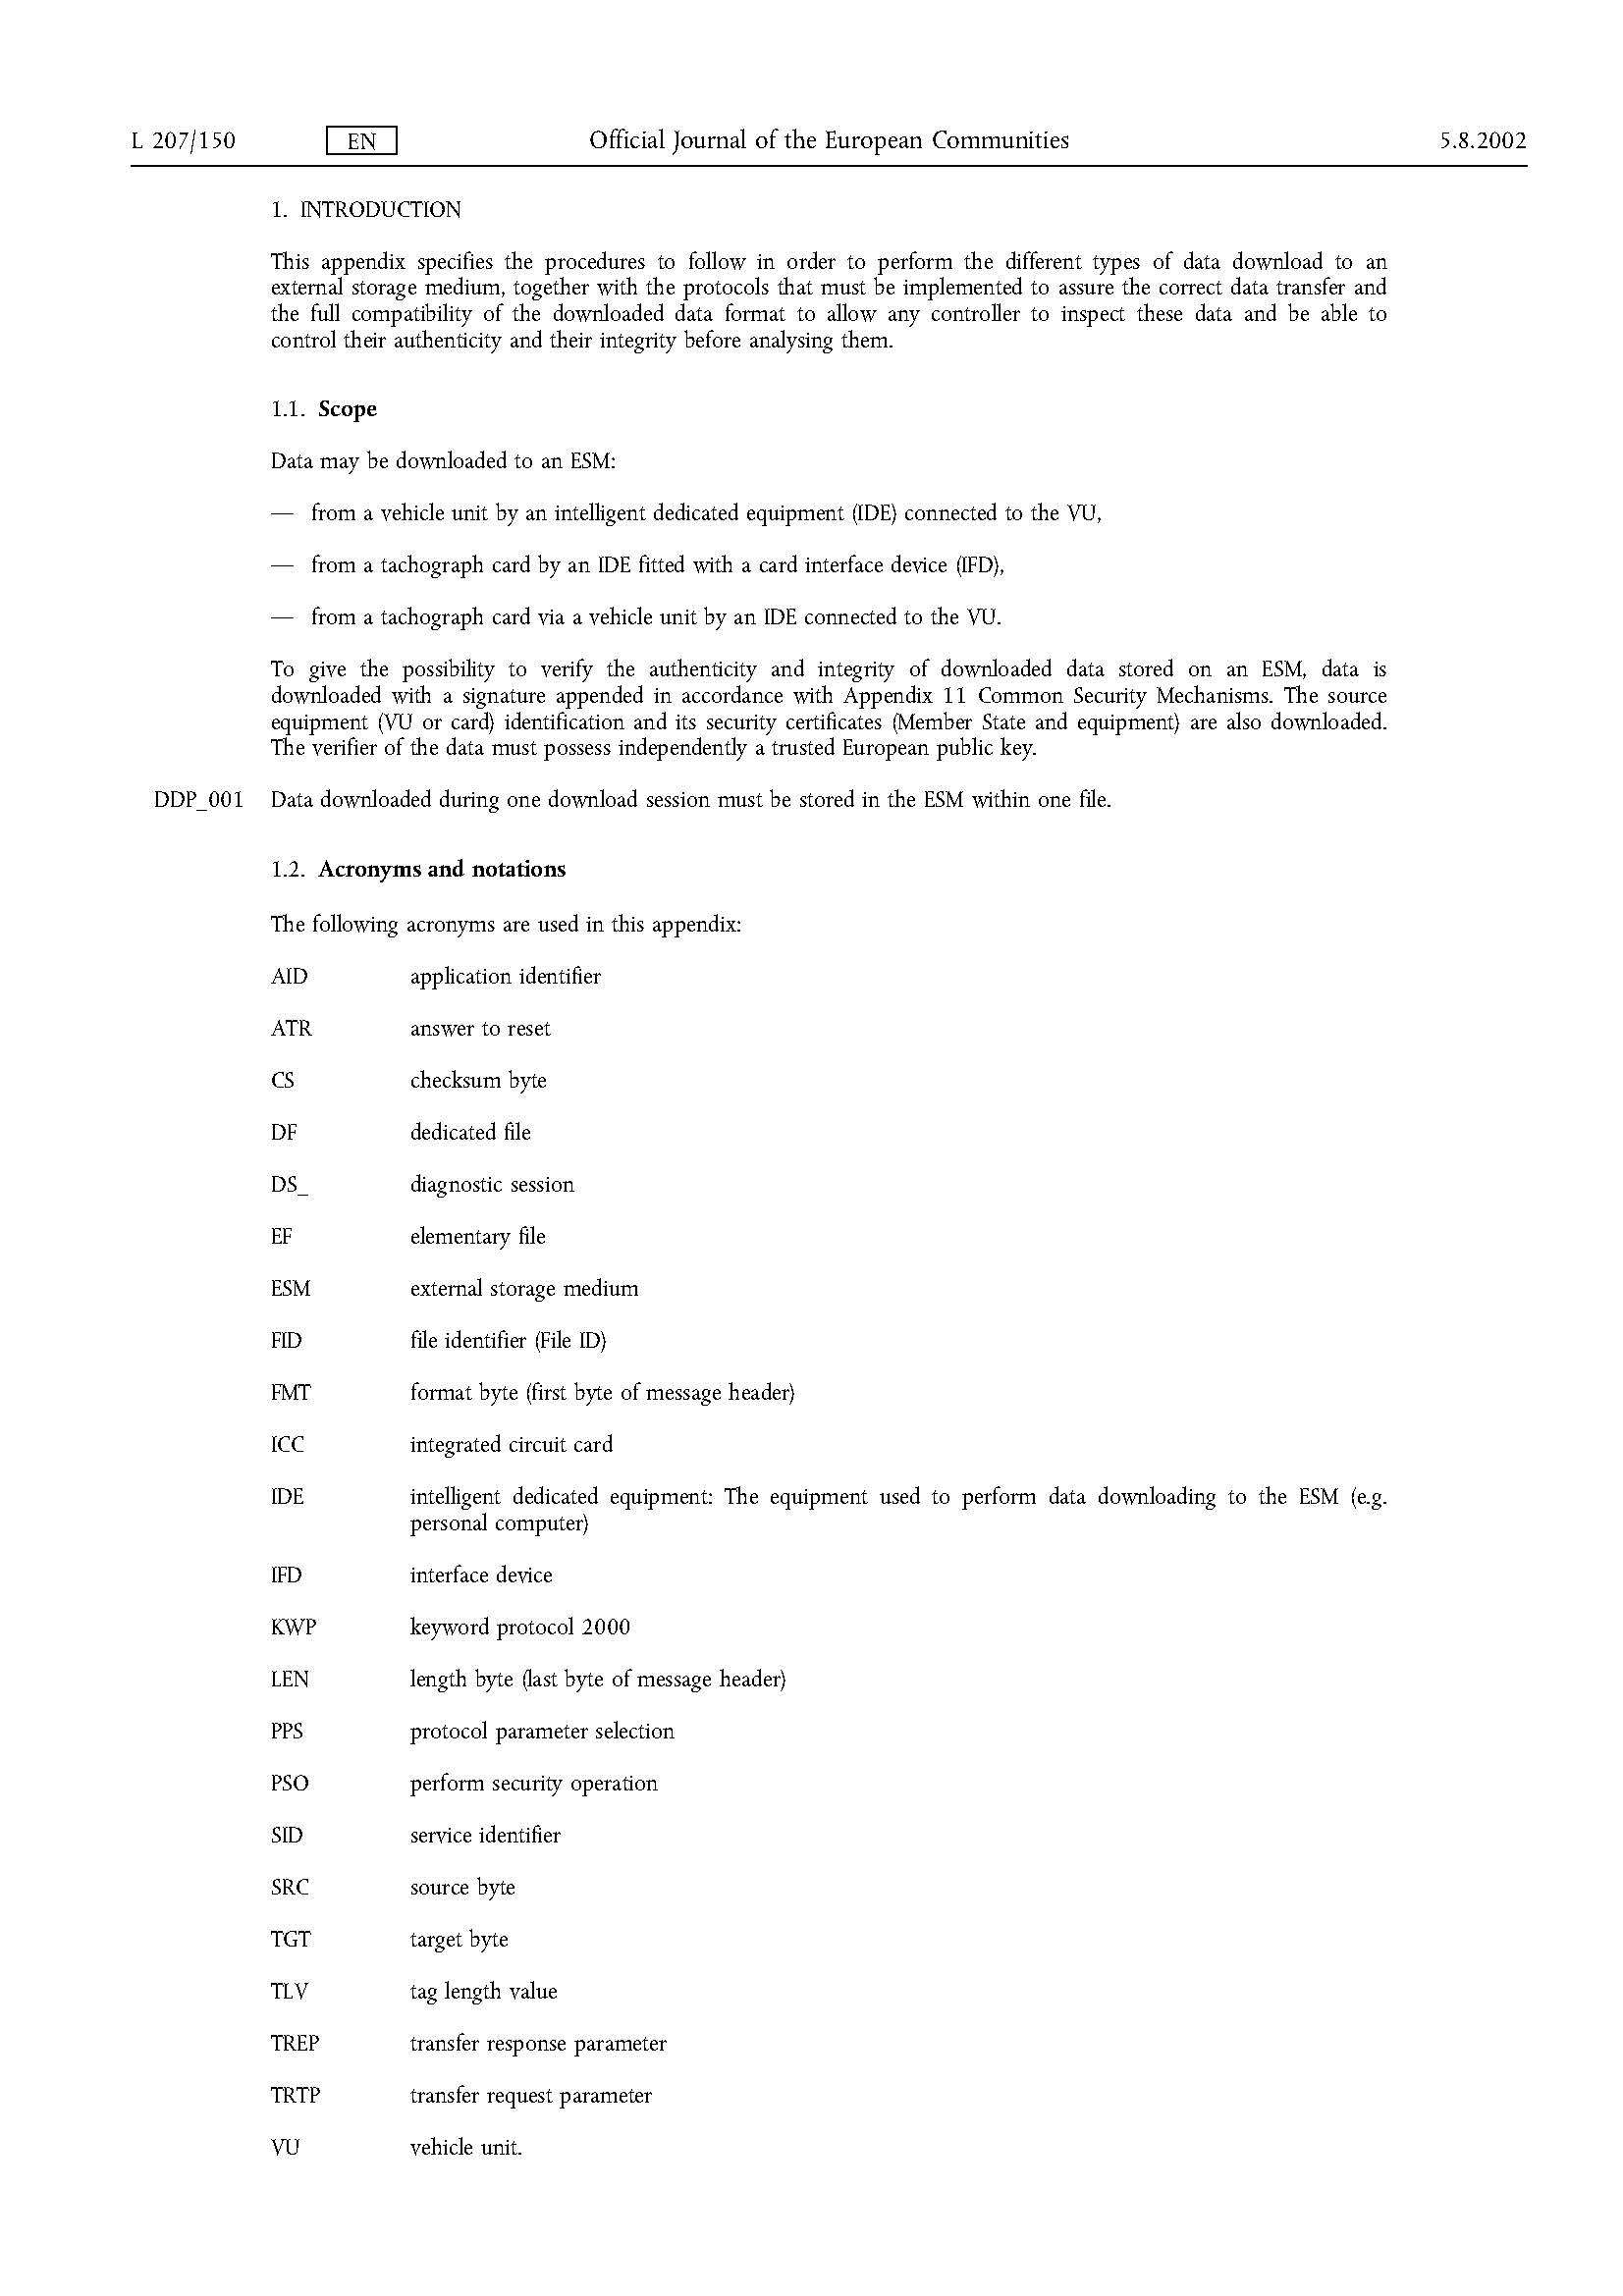 L 207/150 EN Official Journal of the European Communities 5.8.2002
1. INTRODUCTION
This appendix specifies the procedures to follow in order to perform the different types of data download to an
external storage medium, together with the protocols that must be implemented to assure the correct data transfer and
the full compatibility of the downloaded data format to allow any controller to inspect these data and be able to
control their authenticity and their integrity before analysing them.
1.1. Scope
Data may be downloaded to an ESM:
— from a vehicle unit by an intelligent dedicated equipment (IDE) connected to the VU,
— from a tachograph card by an IDE fitted with a card interface device (IFD),
— from a tachograph card via a vehicle unit by an IDE connected to the VU.
To give the possibility to verify the authenticity and integrity of downloaded data stored on an ESM, data is
downloaded with a signature appended in accordance with Appendix 11 Common Security Mechanisms. The source
equipment (VU or card) identification and its security certificates (Member State and equipment) are also downloaded.
The verifier of the data must possess independently a trusted European public key.
DDP_001 Data downloaded during one download session must be stored in the ESM within one file.
1.2. Acronyms and notations
The following acronyms are used in this appendix:
AID application identifier
ATR answer to reset
CS checksum byte
DF dedicated file
DS_ diagnostic session
EF elementary file
ESM external storage medium
FID file identifier (File ID)
FMT format byte (first byte of message header)
ICC integrated circuit card
IDE intelligent dedicated equipment: The equipment used to perform data downloading to the ESM (e.g.
personal computer)
IFD interface device
KWP keyword protocol 2000
LEN length byte (last byte of message header)
PPS protocol parameter selection
PSO perform security operation
SID service identifier
SRC source byte
TGT target byte
TLV tag length value
TREP transfer response parameter
TRTP transfer request parameter
VU vehicle unit.